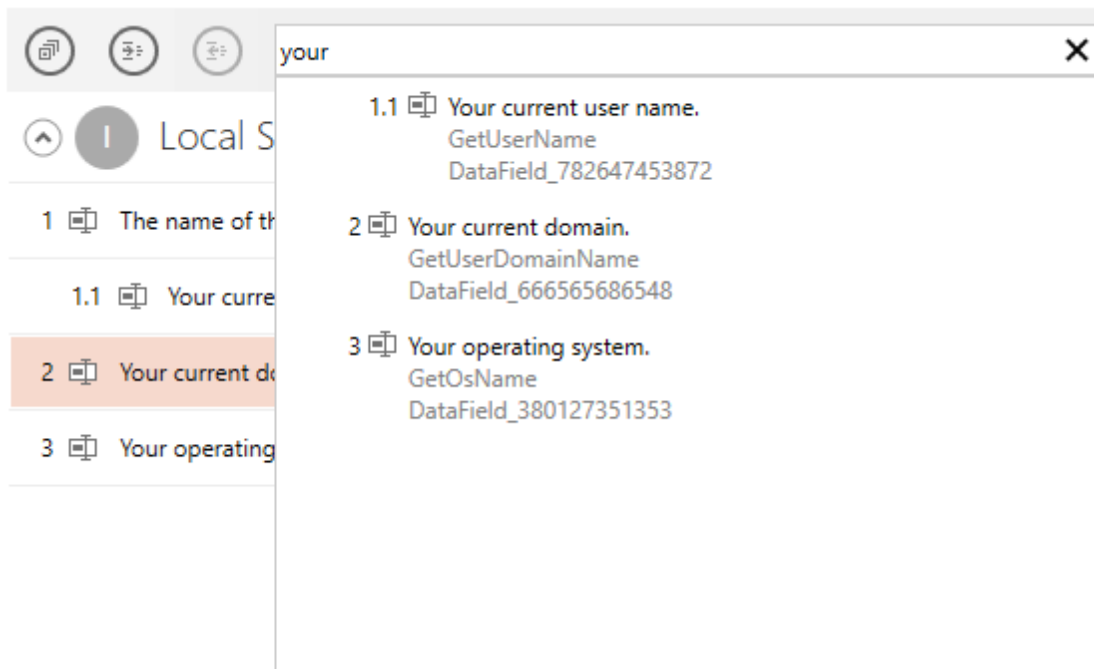 your
1.1 Your current user name.
GetUserName
DataField_782647453872
2 Your current domain.
GetUserDomainName
DataField_666565686548
3 Your operating system.
GetOsName
DataField_380127351353
I Local S
1 The name of th
1.1 Your curre
2 Your current do
3 Your operating